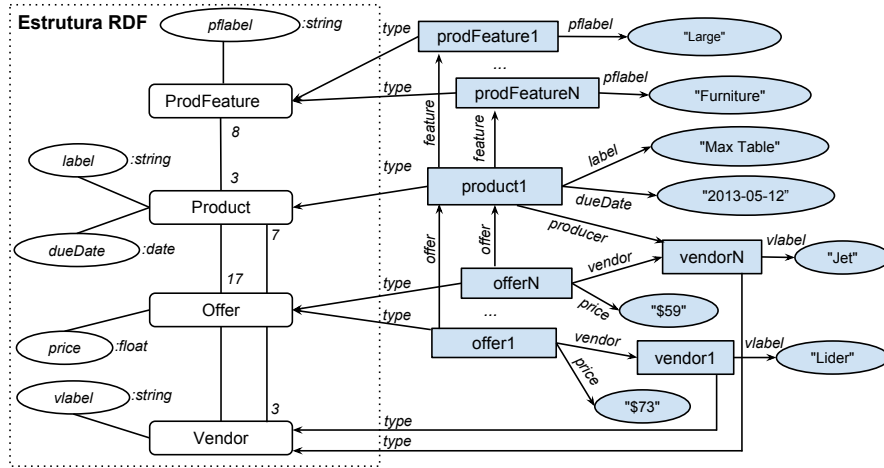 Estrutura RDF
pflabel :string
ProdFeature
8
label :string
3
Product
7
dueDate :date
17
Offer
price :float
vlabel :string
3
Vendor
type
prodFeature1
pflabel
"Large"
...
type
prodFeatureN
pflabel
"Furniture"
feature
feature
type
product1
label
"Max Table"
dueDate
"2013-05-12”
producer
offer
offer
type
offerN
vendor
vendorN
vlabel
"Jet"
price
"$59"
...
type
offer1
vendor
vendor1
vlabel
"Lider"
price
"$73"
type
type